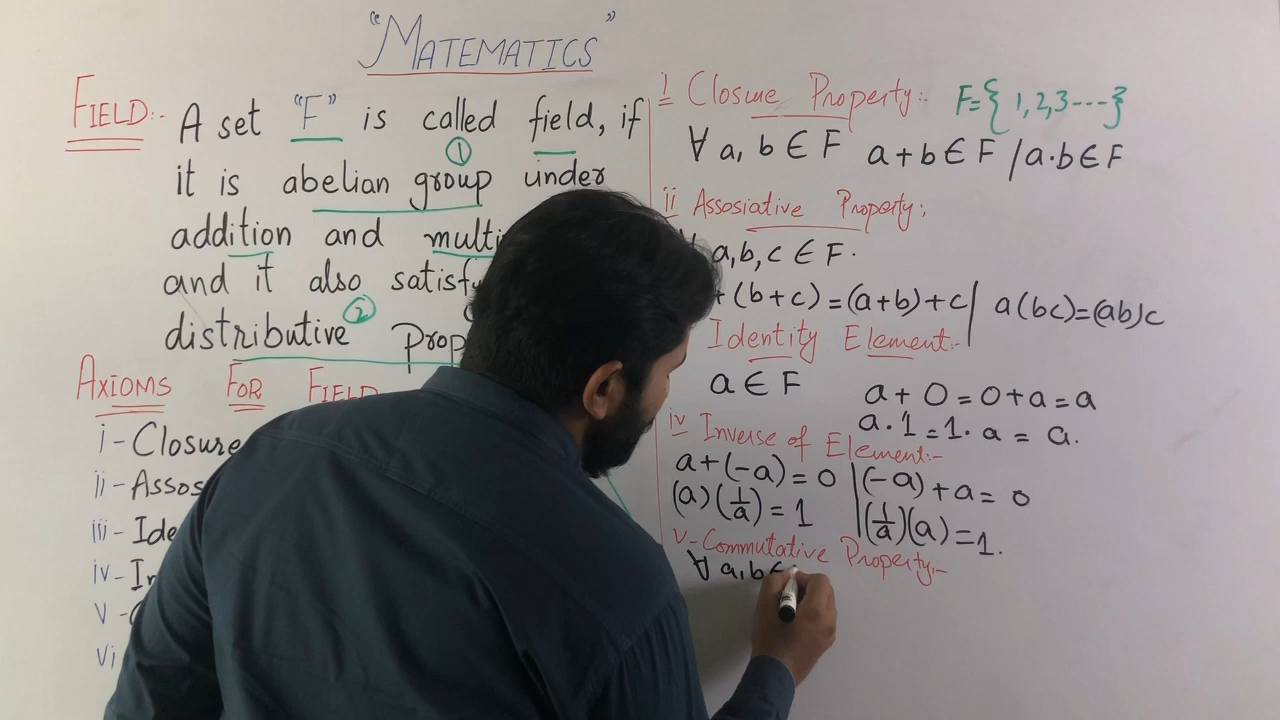 "MATEMATICS"
FIELD:- A set "F" is called field, if
①
it is abelian group under
addition and multi
and it also satisf
②
distributive Prop
AXIOMS FOR FIELD
i - Closure
ii - Assos
iii - Ide
iv - In
v -
vi
i Closure Property:- F={1,2,3---}
∀ a, b ∈ F a+b ∈ F / a·b ∈ F
ii Assosiative Property:
a,b,c ∈ F.
+(b+c)=(a+b)+c | a(bc)=(ab)c
Identity Element:-
a ∈ F a+0=0+a=a
a·1=1·a=a.
iv Inverse of Element:-
a+(-a)=0 | (-a)+a=0
(a)(1/a)=1 | (1/a)(a)=1.
v-Commutative Property:-
∀ a,b ∈